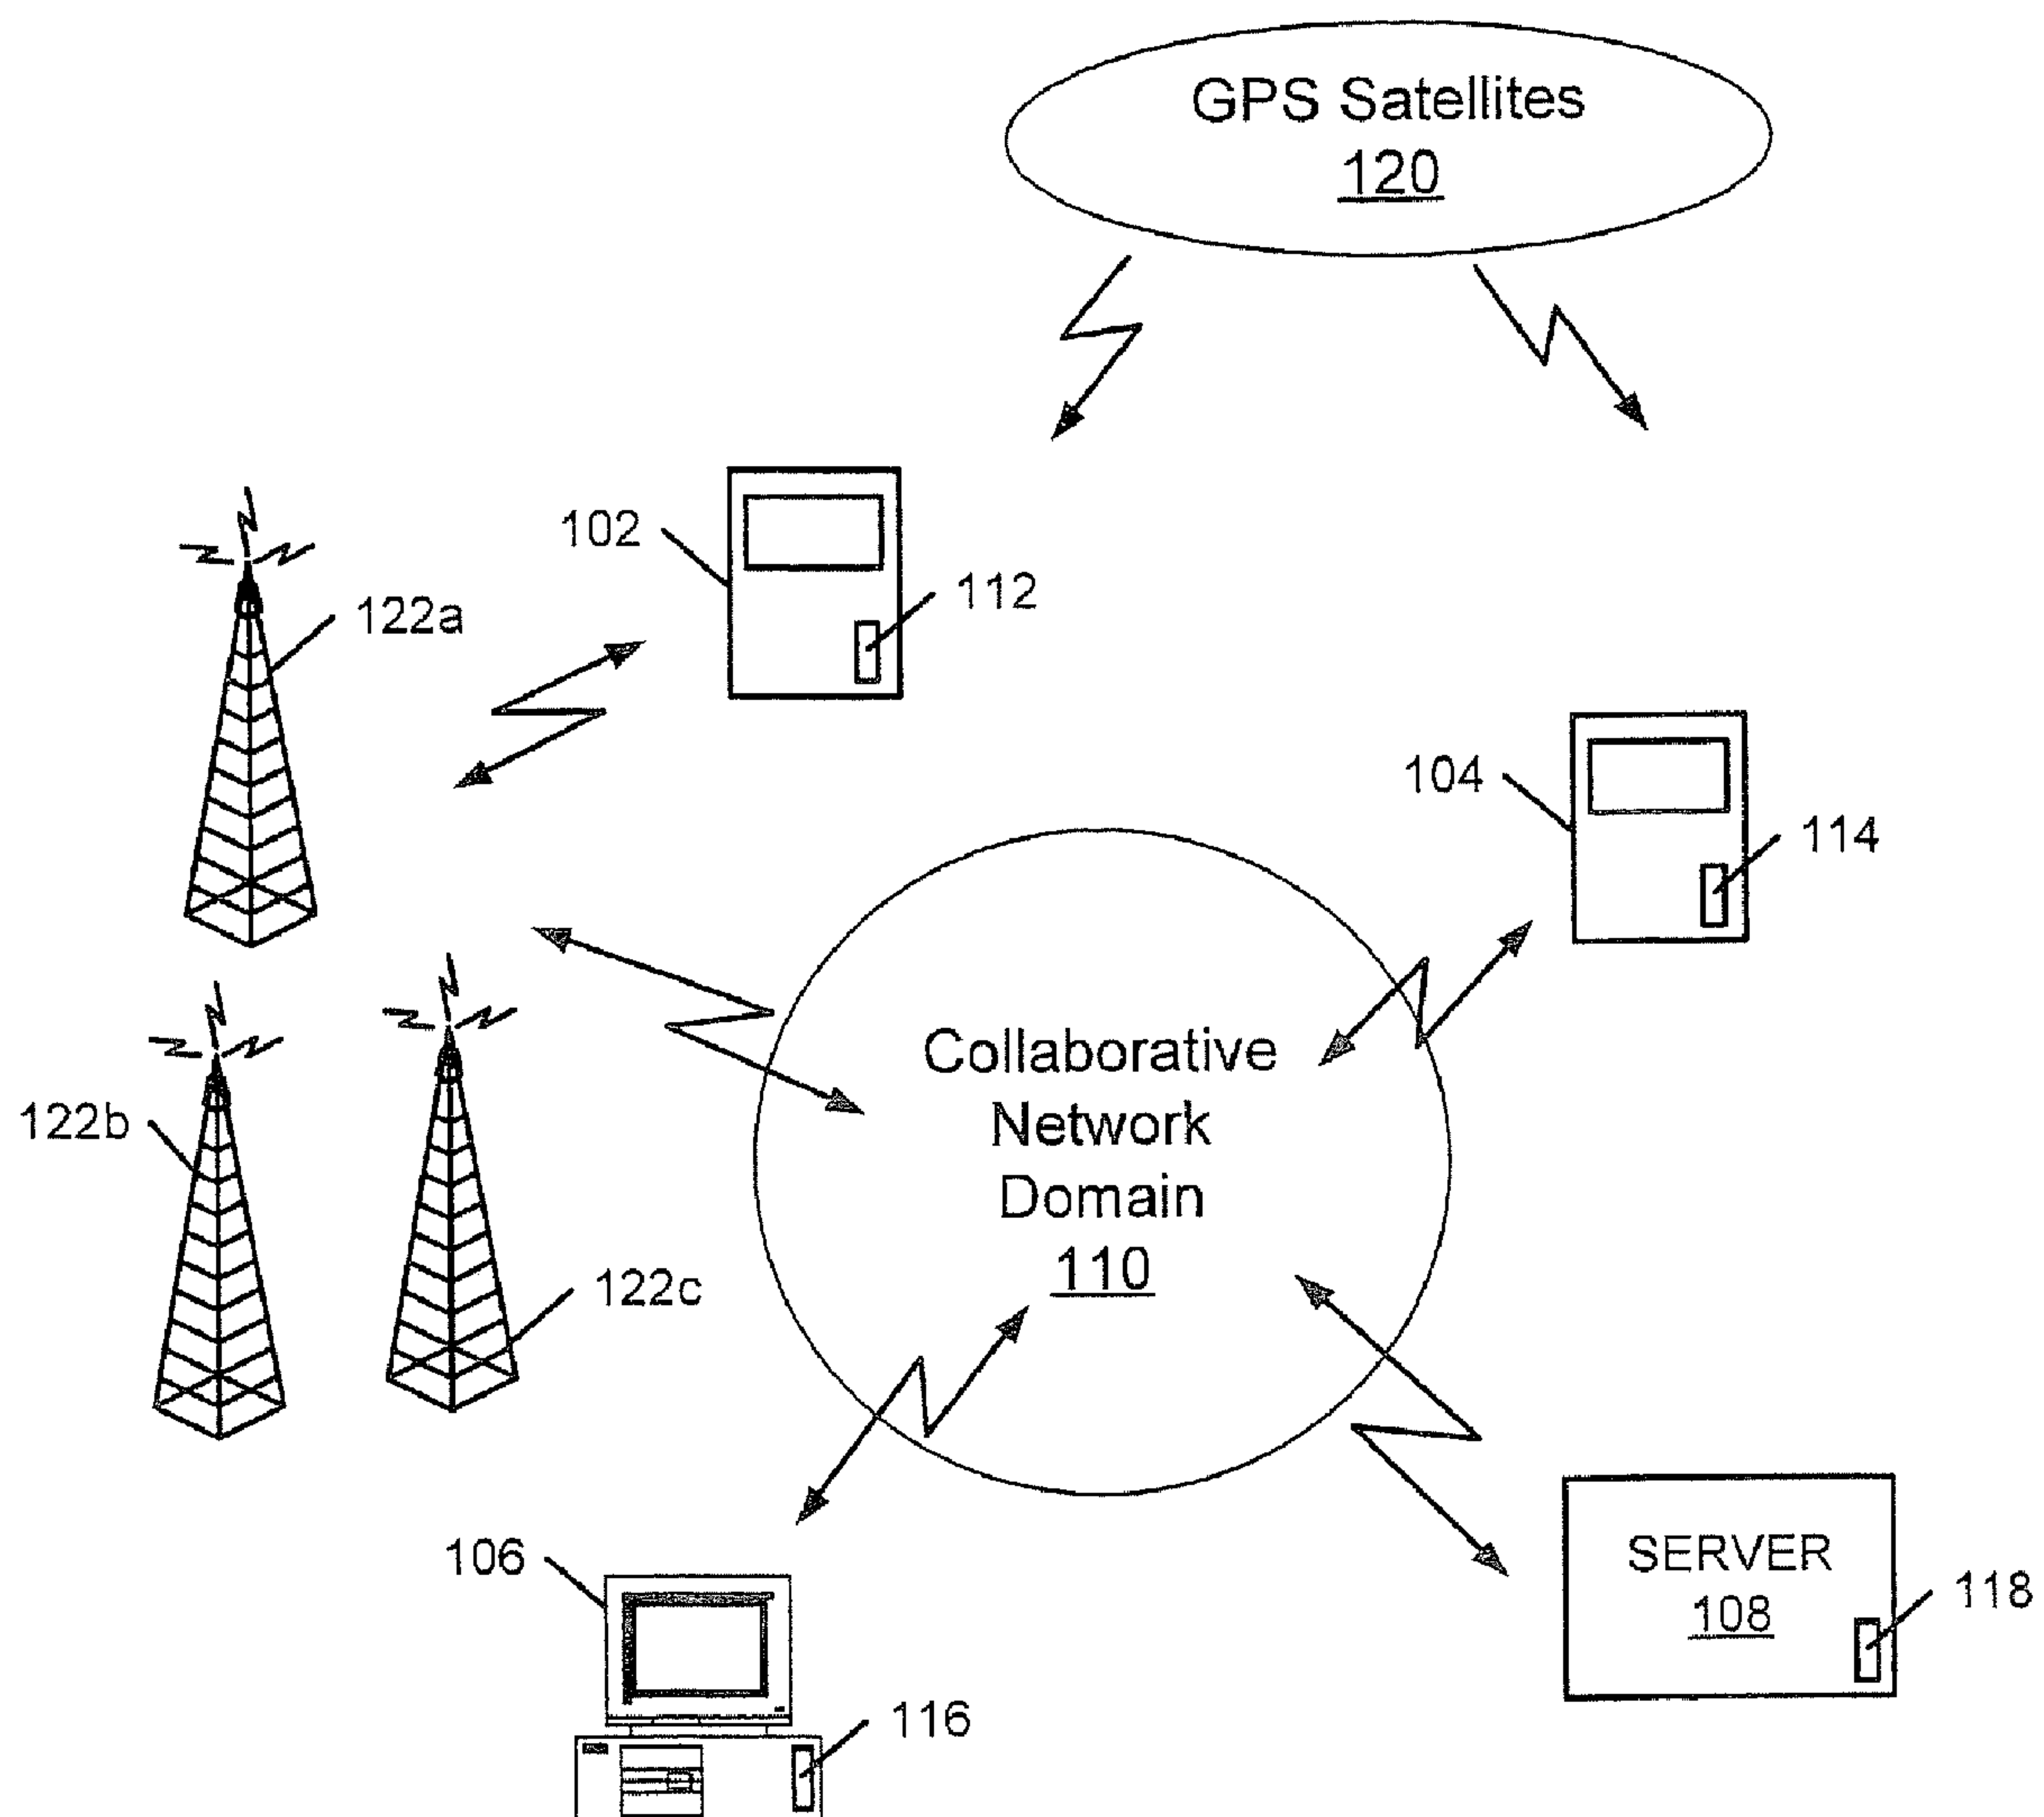 GPS Satellites
120
102
112
122a
104
114
Collaborative
Network
Domain
110
122b
122c
106
SERVER
108
118
116